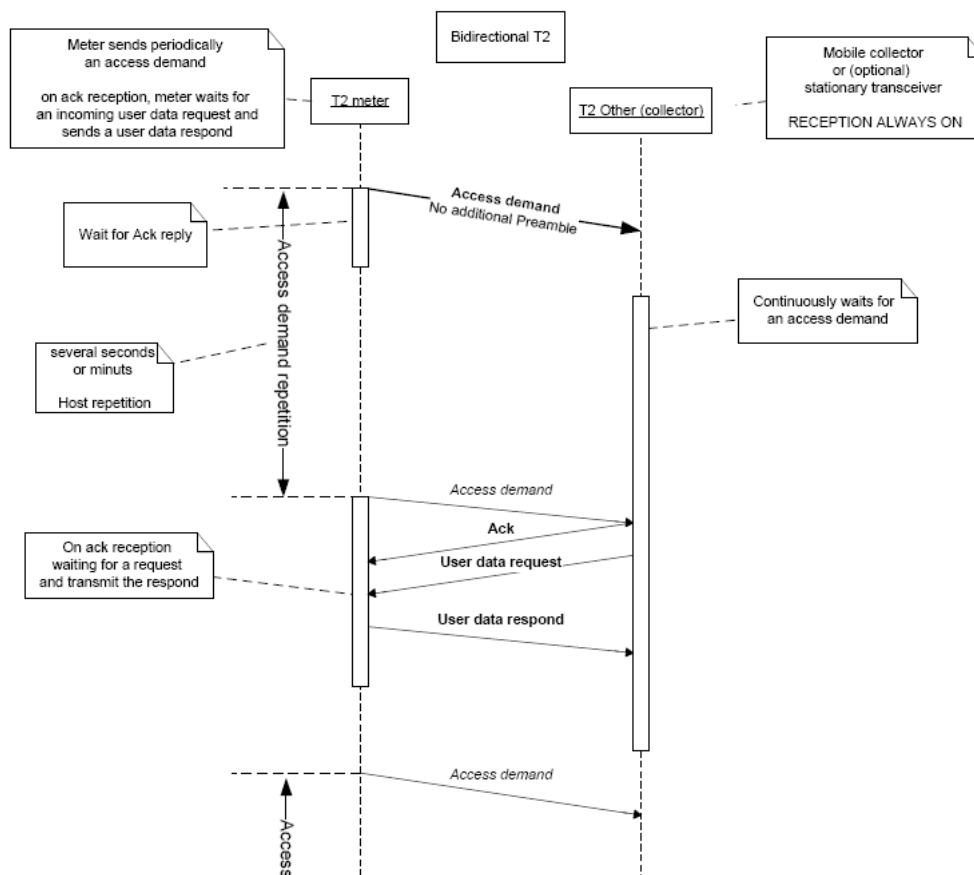 Bidirectional T2
Meter sends periodically
an access demand
on ack reception, meter waits for
an incoming user data request and
sends a user data respond
T2 meter
T2 Other (collector)
Mobile collector
or (optional)
stationary transceiver
RECEPTION ALWAYS ON
Access demand
No additional Preamble
Wait for Ack reply
Access demand repetition
Continuously waits for
an access demand
several seconds
or minuts
Host repetition
Access demand
Ack
User data request
On ack reception
waiting for a request
and transmit the respond
User data respond
Access demand
Access